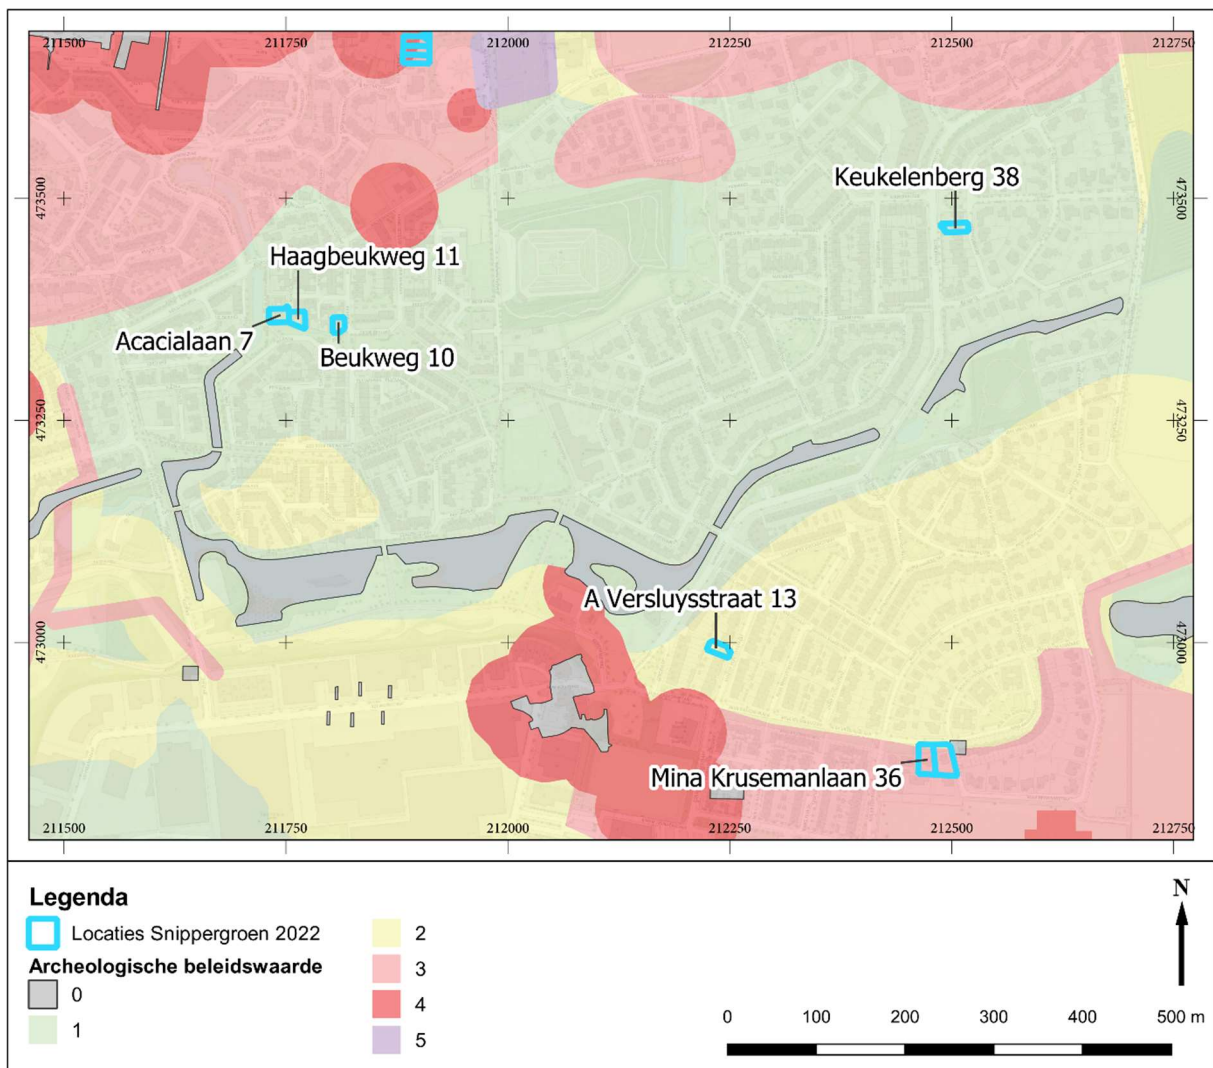 211500 211750 212000 212250 212500 212750
473500 473500
Keukelenberg 38
Haagbeukweg 11
Acacialaan 7
Beukweg 10
473250 473250
A Versluysstraat 13
473000 473000
Mina Krusemanlaan 36
211500 211750 212000 212250 212500 212750
Legenda
Locaties Snippergroen 2022
Archeologische beleidswaarde
0
1
2
3
4
5
N
0 100 200 300 400 500 m